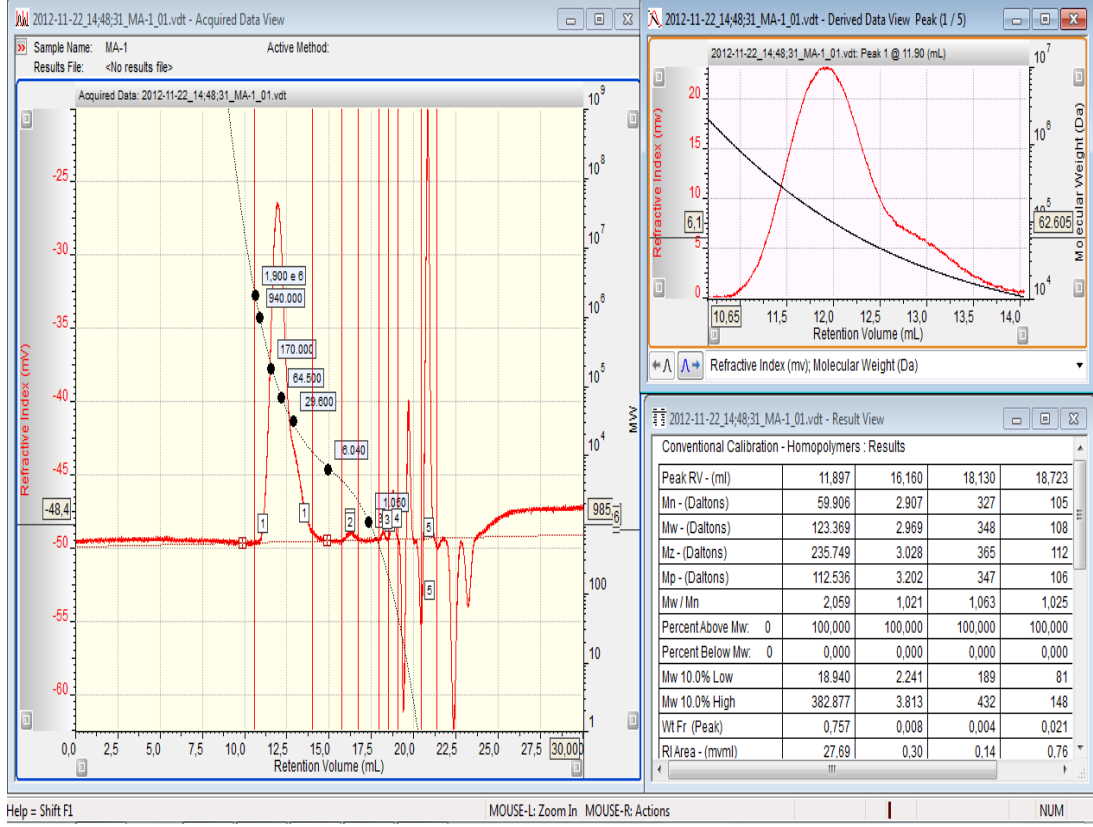 2012-11-22_14;48;31_MA-1_01.vdt - Acquired Data View
Sample Name: MA-1 Active Method:
Results File: <No results file>
Acquired Data: 2012-11-22_14;48;31_MA-1_01.vdt
10^9
10^8
10^7
10^6
10^5
10^4
985,
6
100
10
1
MW
Refractive Index (mV)
-25
-30
-35
-40
-45
-48,4
-50
-55
-60
1,900 e 6
940.000
170.000
64.500
29.600
6.040
1.050
1
1
2
3
4
5
5
0,0 2,5 5,0 7,5 10,0 12,5 15,0 17,5 20,0 22,5 25,0 27,5 30,000
Retention Volume (mL)
2012-11-22_14;48;31_MA-1_01.vdt - Derived Data View Peak (1 / 5)
2012-11-22_14;48;31_MA-1_01.vdt: Peak 1 @ 11.90 (mL)
Refractive Index (mv)
20
15
10
6,1
5
0
10^7
10^6
10^5
62.605
10^4
Molecular Weight (Da)
10,65 11,5 12,0 12,5 13,0 13,5 14,0
Retention Volume (mL)
Refractive Index (mv); Molecular Weight (Da)
2012-11-22_14;48;31_MA-1_01.vdt - Result View
Conventional Calibration - Homopolymers : Results
Peak RV - (ml) 11,897 16,160 18,130 18,723
Mn - (Daltons) 59.906 2.907 327 105
Mw - (Daltons) 123.369 2.969 348 108
Mz - (Daltons) 235.749 3.028 365 112
Mp - (Daltons) 112.536 3.202 347 106
Mw / Mn 2,059 1,021 1,063 1,025
Percent Above Mw: 0 100,000 100,000 100,000 100,000
Percent Below Mw: 0 0,000 0,000 0,000 0,000
Mw 10.0% Low 18.940 2.241 189 81
Mw 10.0% High 382.877 3.813 432 148
Wt Fr (Peak) 0,757 0,008 0,004 0,021
RI Area - (mvml) 27.69 0.30 0.14 0.76
Help = Shift F1 MOUSE-L: Zoom In MOUSE-R: Actions NUM